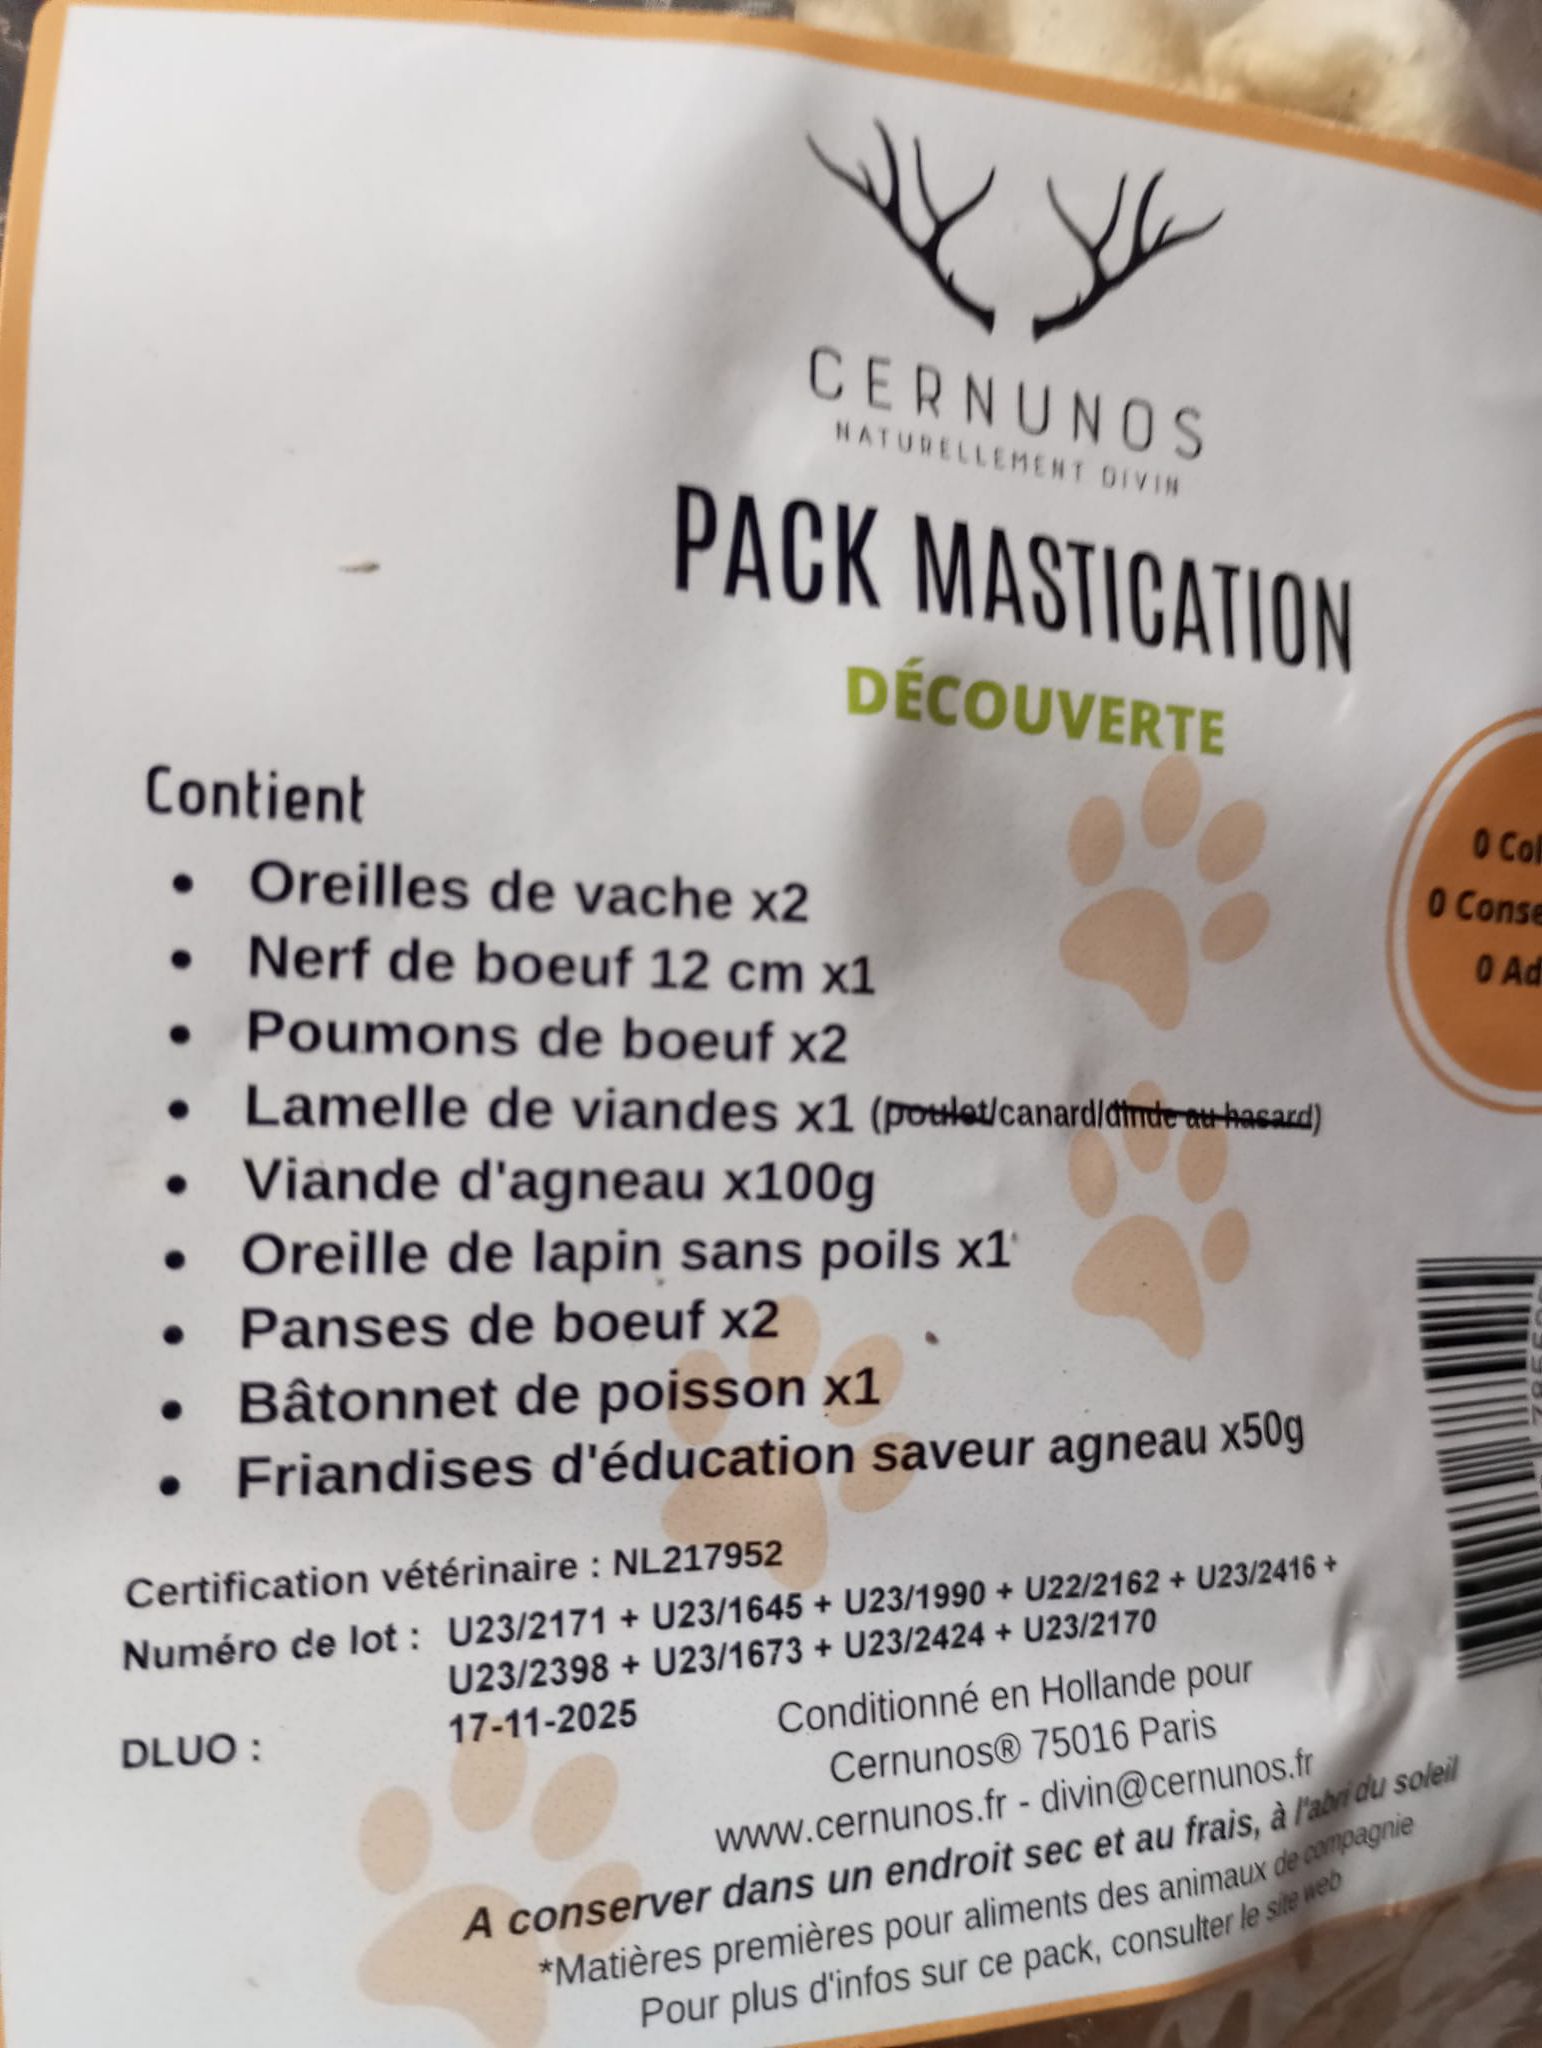 CERNUNOS
NATURELLEMENT DIVIN
PACK MASTICATION
DÉCOUVERTE
0 Col
0 Conse
0 Ad
Contient
• Oreilles de vache x2
• Nerf de boeuf 12 cm x1
• Poumons de boeuf x2
• Lamelle de viandes x1 (poulet/canard/dinde au hasard)
• Viande d'agneau x100g
• Oreille de lapin sans poils x1
• Panses de boeuf x2
• Bâtonnet de poisson x1
• Friandises d'éducation saveur agneau x50g
Certification vétérinaire : NL217952
Numéro de lot : U23/2171 + U23/1645 + U23/1990 + U22/2162 + U23/2416 +
U23/2398 + U23/1673 + U23/2424 + U23/2170
DLUO : 17-11-2025
Conditionné en Hollande pour
Cernunos® 75016 Paris
www.cernunos.fr - divin@cernunos.fr
A conserver dans un endroit sec et au frais, à l'abri du soleil
*Matières premières pour aliments des animaux de compagnie
Pour plus d'infos sur ce pack, consulter le site web